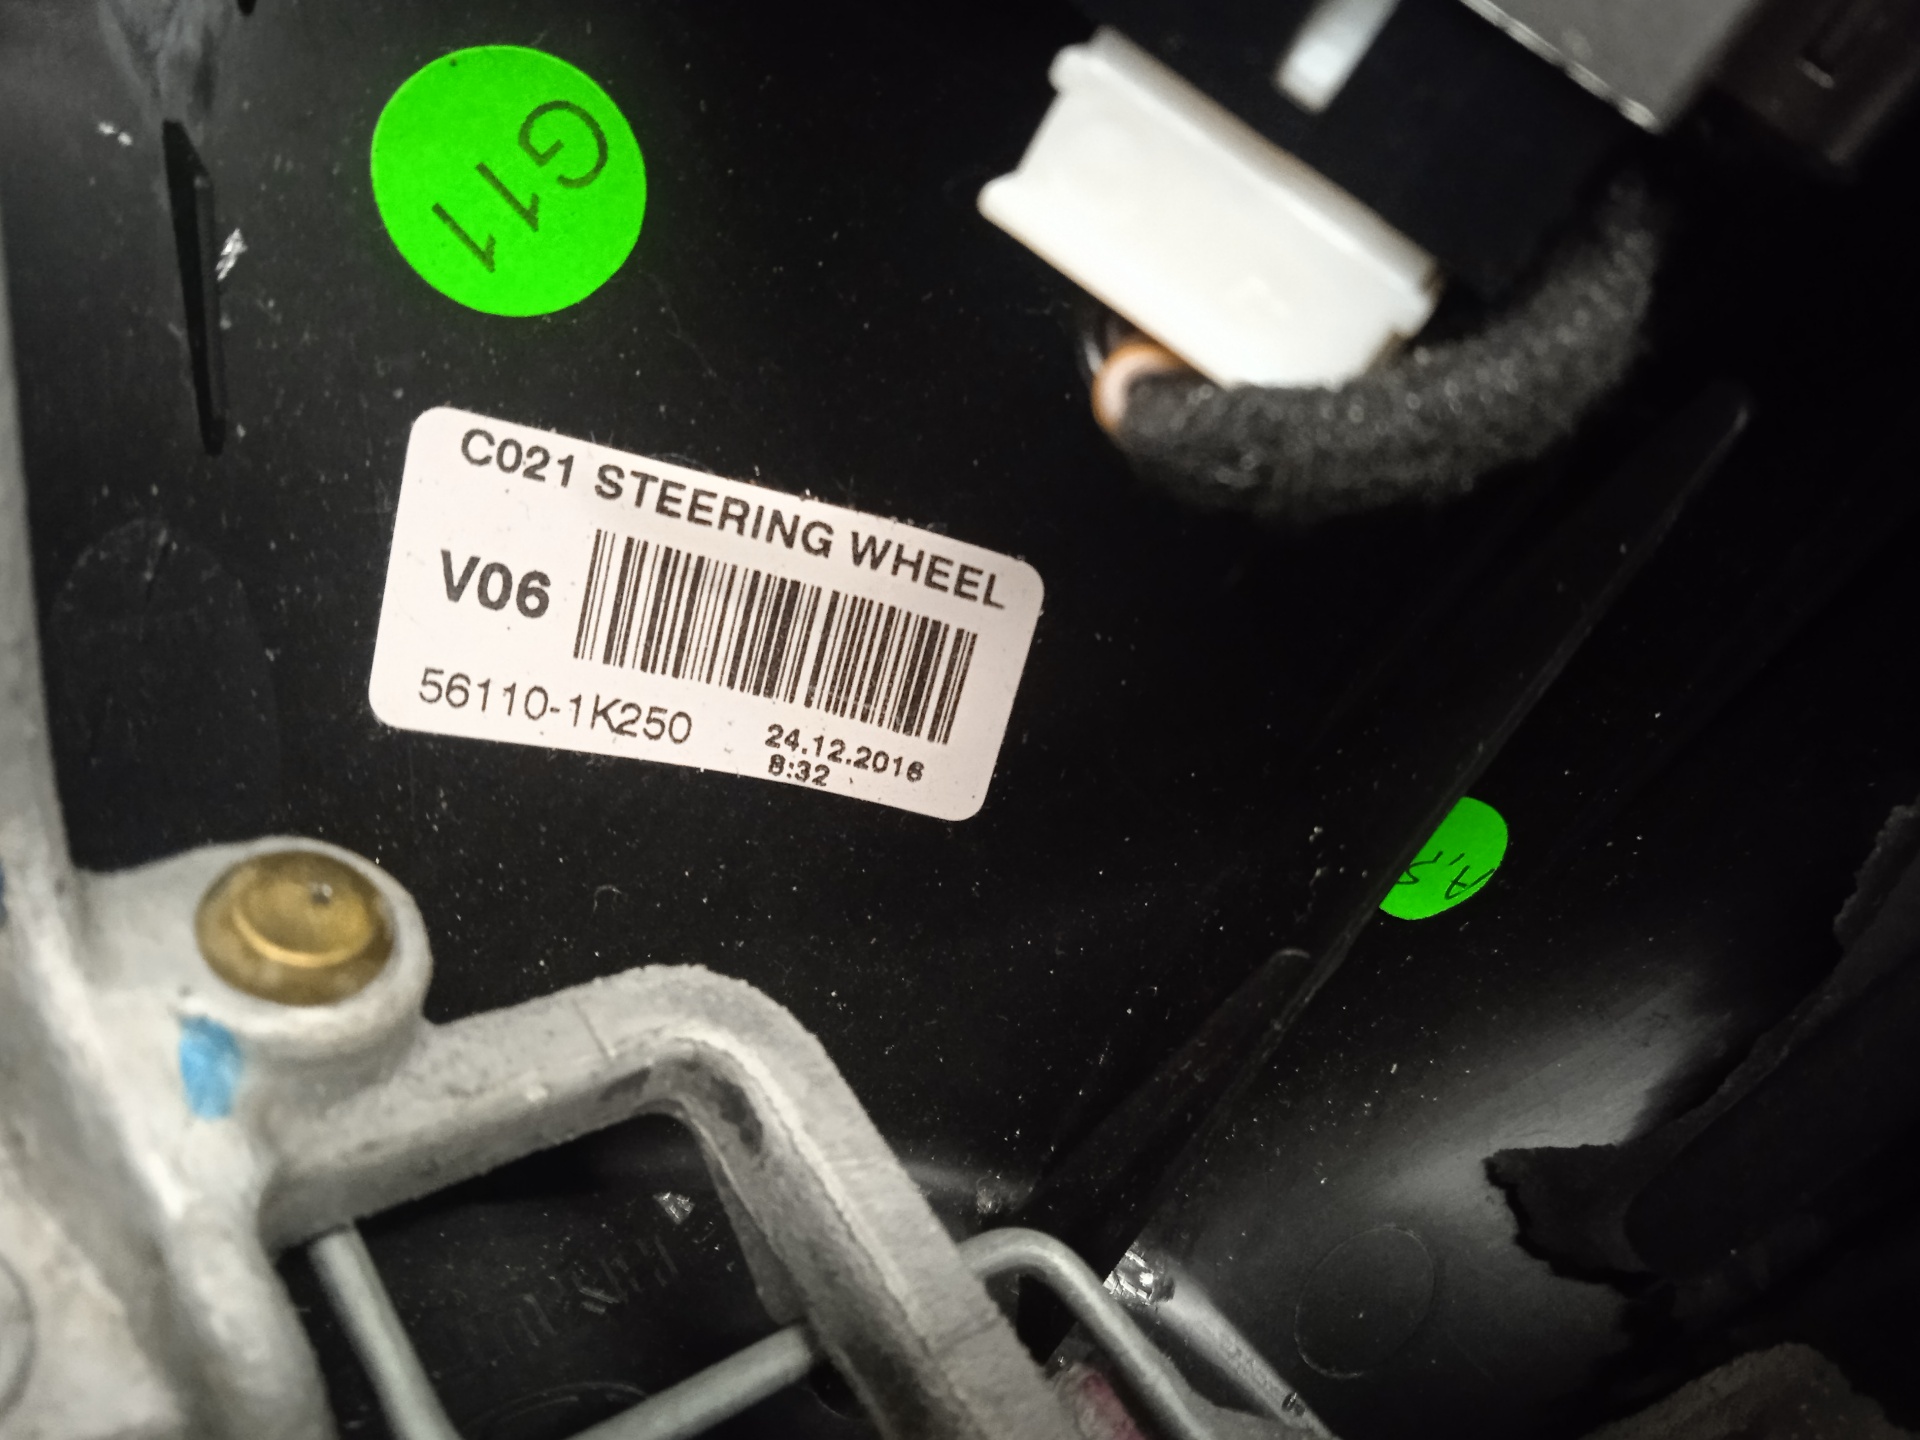 G11
C021 STEERING WHEEL
V06
56110-1K250
24.12.2016
8:32